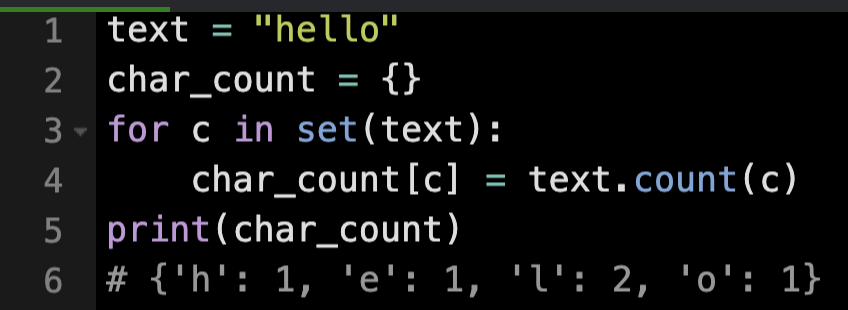 1 text = "hello"
2 char_count = {}
3 for c in set(text):
4     char_count[c] = text.count(c)
5 print(char_count)
6 # {'h': 1, 'e': 1, 'l': 2, 'o': 1}